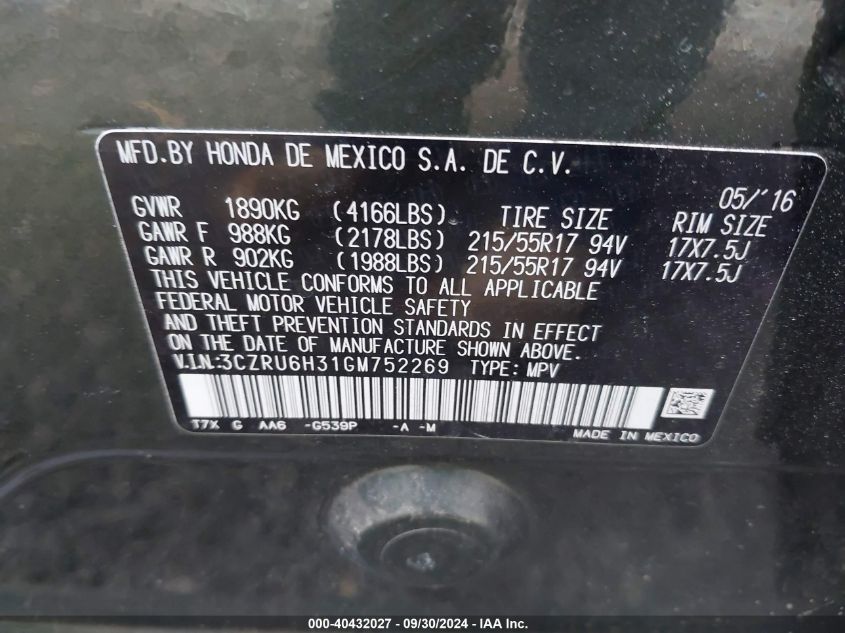 MFD.BY HONDA DE MEXICO S.A. DE C.V.
05/'16
GVWR 1890KG (4166LBS) TIRE SIZE RIM SIZE
GAWR F 988KG (2178LBS) 215/55R17 94V 17X7.5J
GAWR R 902KG (1988LBS) 215/55R17 94V 17X7.5J
THIS VEHICLE CONFORMS TO ALL APPLICABLE
FEDERAL MOTOR VEHICLE SAFETY
AND THEFT PREVENTION STANDARDS IN EFFECT
ON THE DATE OF MANUFACTURE SHOWN ABOVE.
V.I.N:3CZRU6H31GM752269 TYPE: MPV
T7X G AA6 -G539P -A -M
MADE IN MEXICO
000-40432027 - 09/30/2024 - IAA Inc.